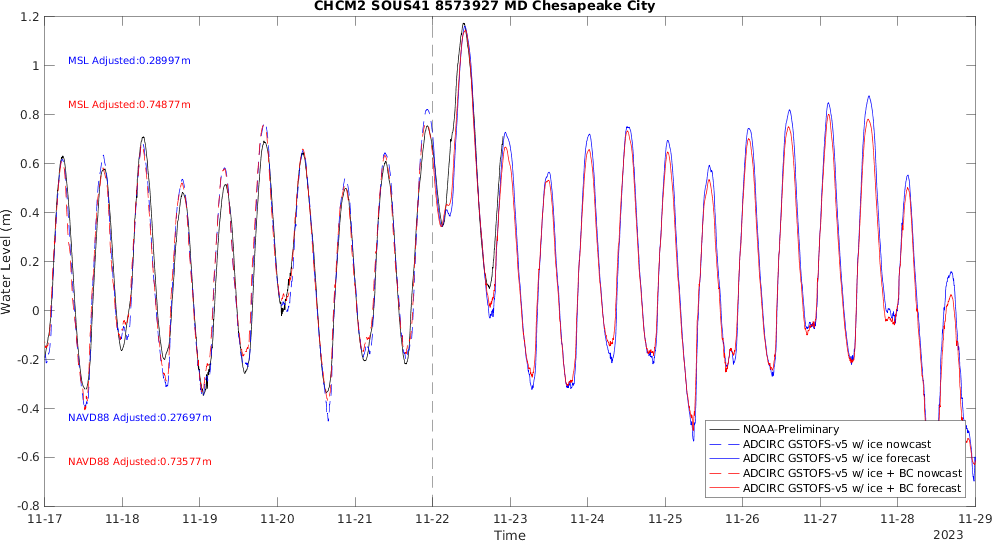 CHCM2 SOUS41 8573927 MD Chesapeake City
1.2
1
0.8
0.6
0.4
0.2
0
-0.2
-0.4
-0.6
-0.8
Water Level (m)
MSL Adjusted:0.28997m
MSL Adjusted:0.74877m
NAVD88 Adjusted:0.27697m
NAVD88 Adjusted:0.73577m
NOAA-Preliminary
ADCIRC GSTOFS-v5 w/ ice nowcast
ADCIRC GSTOFS-v5 w/ ice forecast
ADCIRC GSTOFS-v5 w/ ice + BC nowcast
ADCIRC GSTOFS-v5 w/ ice + BC forecast
11-17 11-18 11-19 11-20 11-21 11-22 11-23 11-24 11-25 11-26 11-27 11-28 11-29
Time
2023